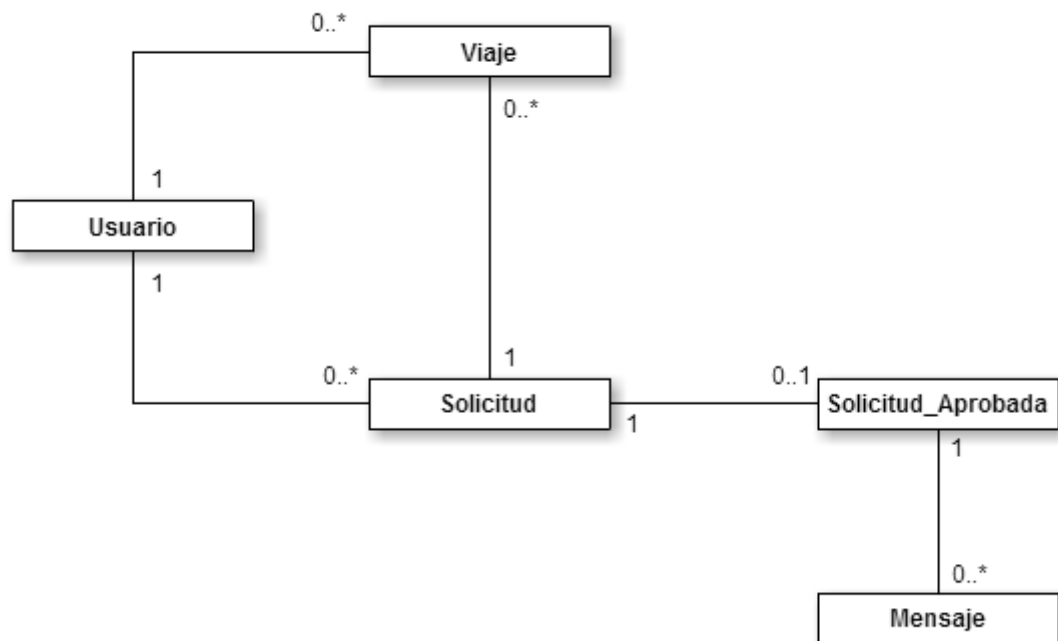 0..*
Viaje
0..*
1
Usuario
1
1
0..*
Solicitud
1
0..1
Solicitud_Aprobada
1
0..*
Mensaje